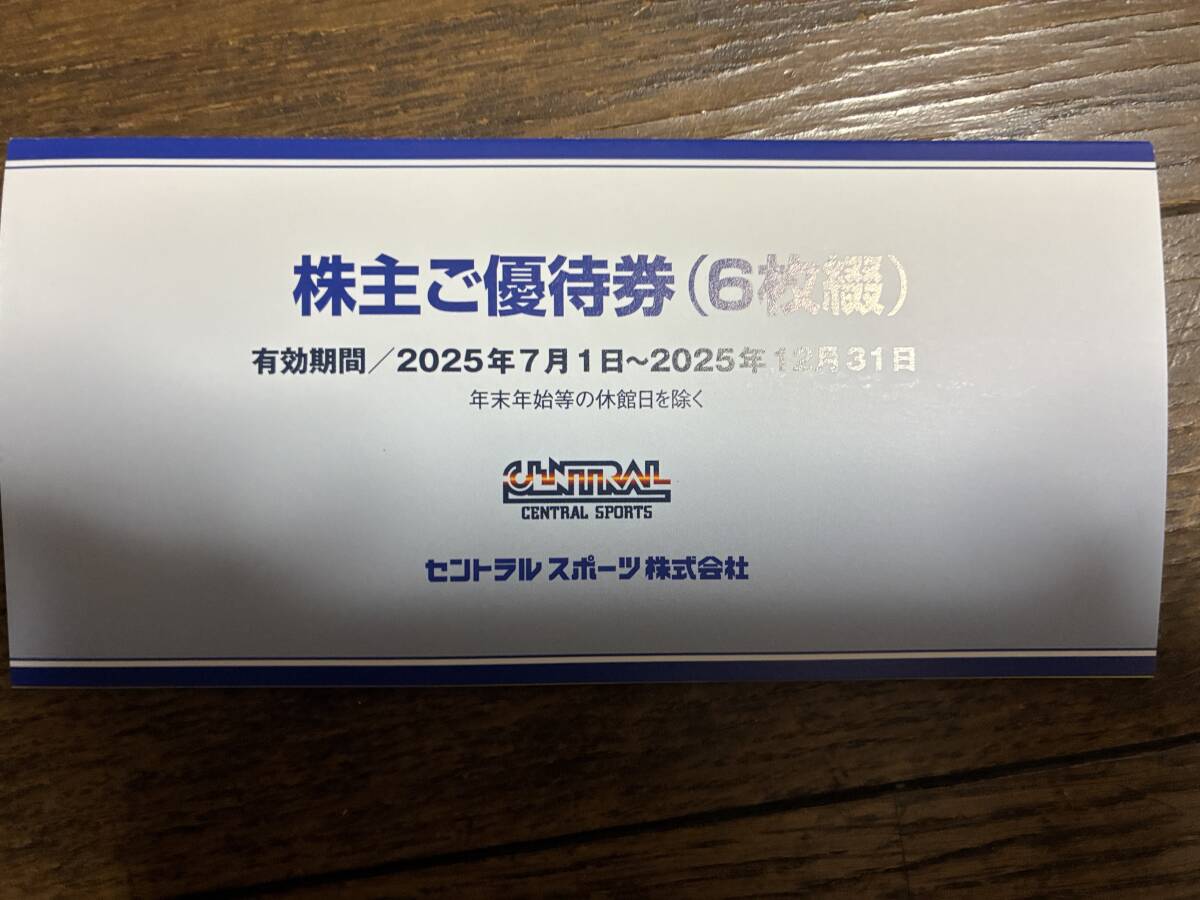 株主ご優待券(6枚綴)
有効期間/2025年7月1日~2025年12月31日
年末年始等の休館日を除く
CENTRAL
CENTRAL SPORTS
セントラルスポーツ株式会社